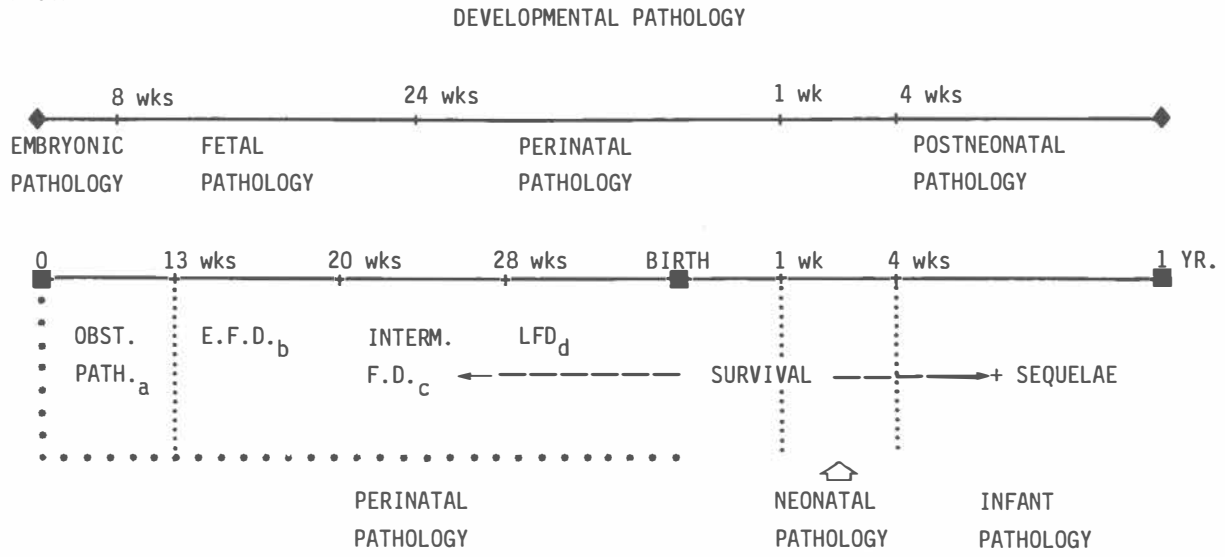 DEVELOPMENTAL PATHOLOGY
8 wks 24 wks 1 wk 4 wks
EMBRYONIC FETAL PERINATAL POSTNEONATAL
PATHOLOGY PATHOLOGY PATHOLOGY PATHOLOGY
0 13 wks 20 wks 28 wks BIRTH 1 wk 4 wks 1 YR.
OBST. E.F.D.b INTERM. LFDd
PATH.a F.D.c SURVIVAL + SEQUELAE
PERINATAL NEONATAL INFANT
PATHOLOGY PATHOLOGY PATHOLOGY